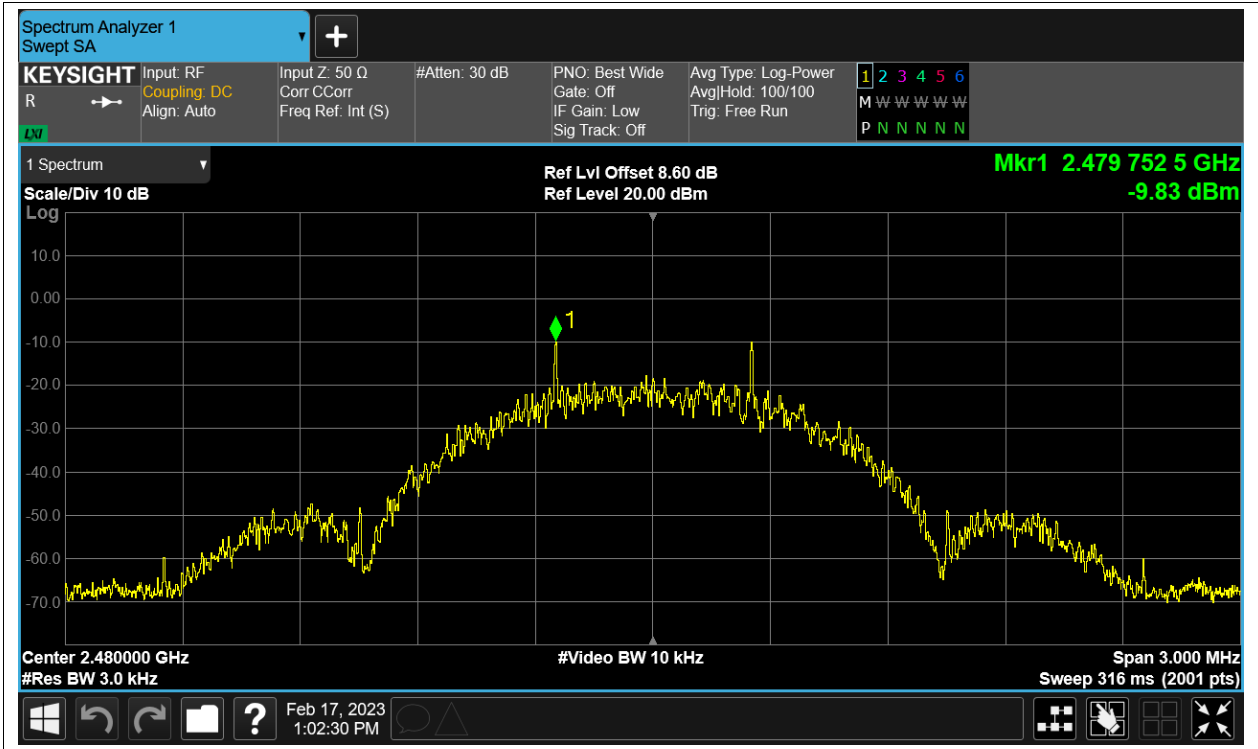 Spectrum Analyzer 1
Swept SA
KEYSIGHT
R
LXI
Input: RF
Coupling: DC
Align: Auto
Input Z: 50 Ω
Corr CCorr
Freq Ref: Int (S)
#Atten: 30 dB
PNO: Best Wide
Gate: Off
IF Gain: Low
Sig Track: Off
Avg Type: Log-Power
Avg|Hold: 100/100
Trig: Free Run
1 2 3 4 5 6
M W W W W W W
P N N N N N N
1 Spectrum
Scale/Div 10 dB
Log
Ref Lvl Offset 8.60 dB
Ref Level 20.00 dBm
Mkr1 2.479 752 5 GHz
-9.83 dBm
10.0
0.00
-10.0
-20.0
-30.0
-40.0
-50.0
-60.0
-70.0
1
Center 2.480000 GHz
#Res BW 3.0 kHz
#Video BW 10 kHz
Span 3.000 MHz
Sweep 316 ms (2001 pts)
?
Feb 17, 2023
1:02:30 PM